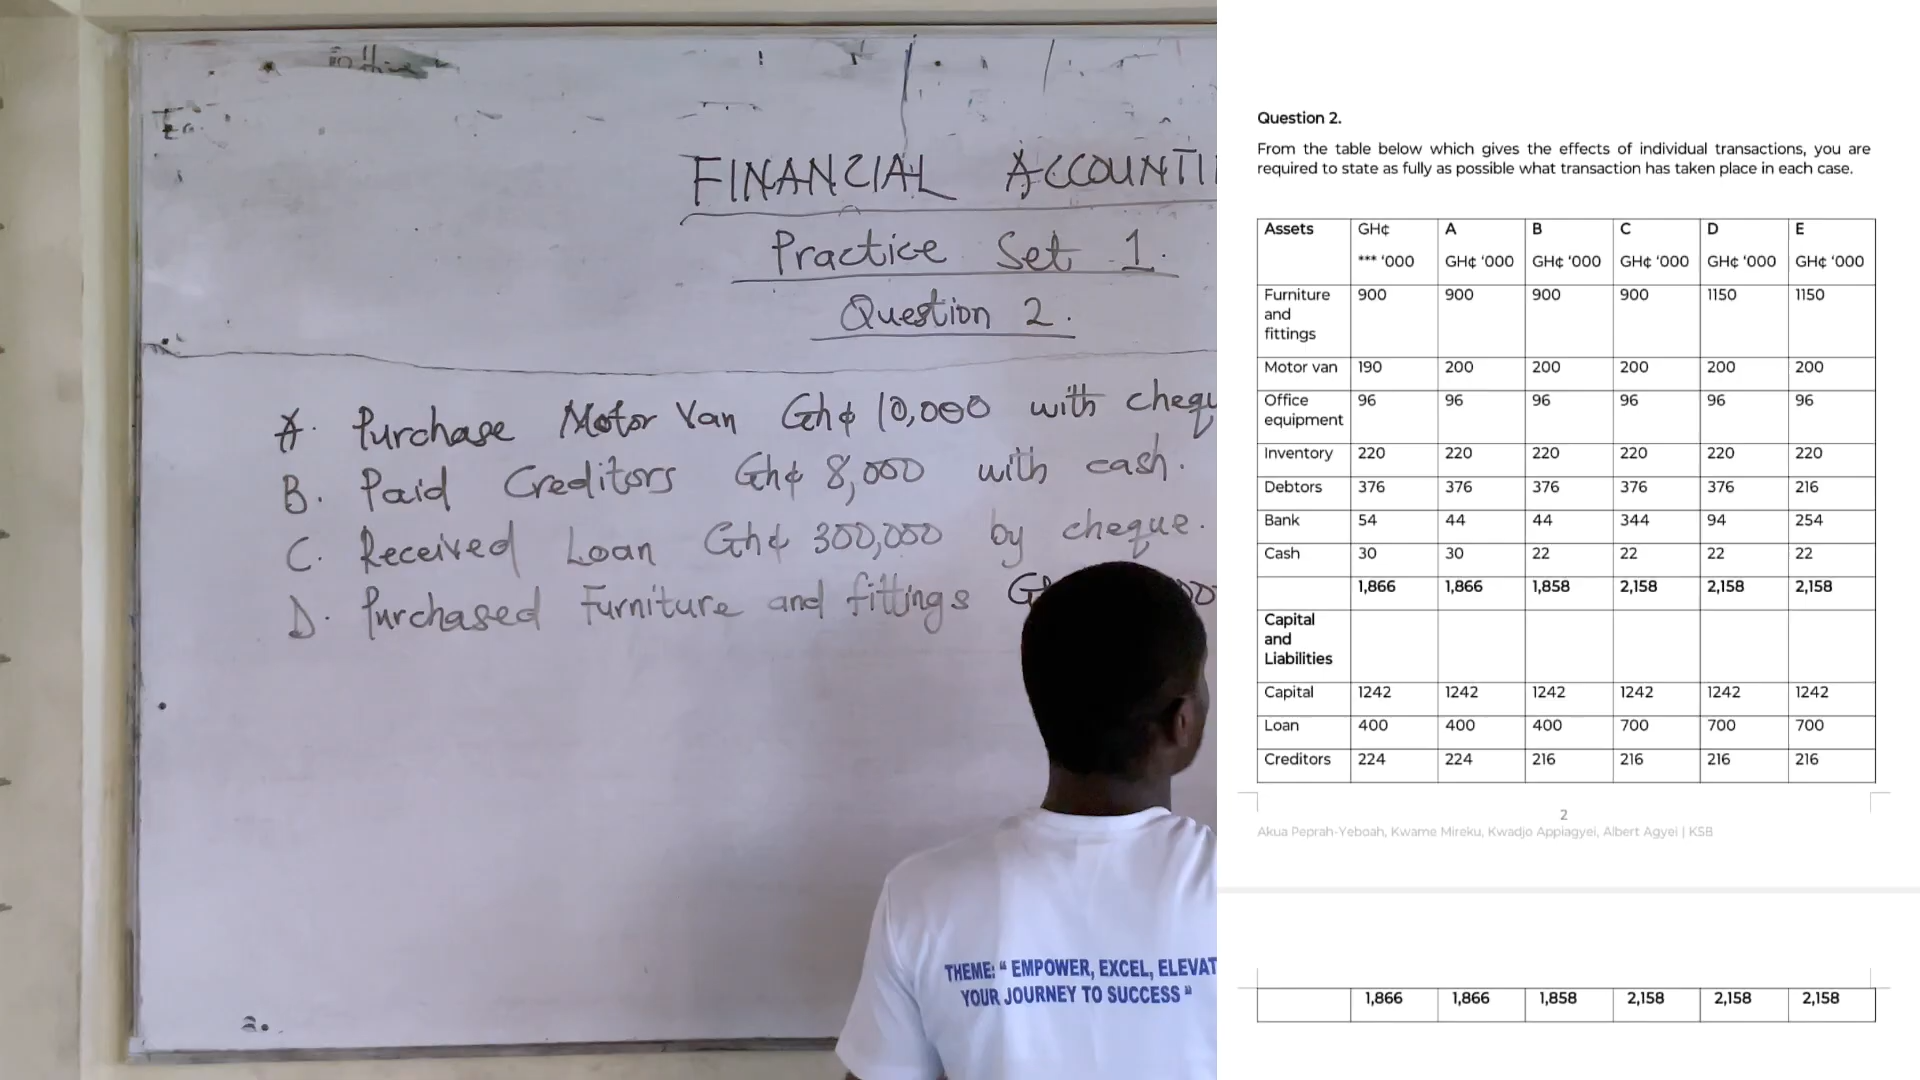 FINANCIAL ACCOUNTI
Practice Set 1.
Question 2.
A. Purchase Motor Van Gh¢ 10,000 with chequ
B. Paid Creditors Gh¢ 8,000 with cash.
C. Received Loan Gh¢ 300,000 by cheque.
D. Purchased Furniture and fittings
THEME: “ EMPOWER, EXCEL, ELEVAT
YOUR JOURNEY TO SUCCESS ”
Question 2.
From the table below which gives the effects of individual transactions, you are
required to state as fully as possible what transaction has taken place in each case.
Assets GH¢ A B C D E
*** ‘000 GH¢ ‘000 GH¢ ‘000 GH¢ ‘000 GH¢ ‘000 GH¢ ‘000
Furniture 900 900 900 900 1150 1150
and
fittings
Motor van 190 200 200 200 200 200
Office 96 96 96 96 96 96
equipment
Inventory 220 220 220 220 220 220
Debtors 376 376 376 376 376 216
Bank 54 44 44 344 94 254
Cash 30 30 22 22 22 22
1,866 1,866 1,858 2,158 2,158 2,158
Capital
and
Liabilities
Capital 1242 1242 1242 1242 1242 1242
Loan 400 400 400 700 700 700
Creditors 224 224 216 216 216 216
2
Akua Peprah-Yeboah, Kwame Mireku, Kwadjo Appiagyei, Albert Agyei | KSB
1,866 1,866 1,858 2,158 2,158 2,158